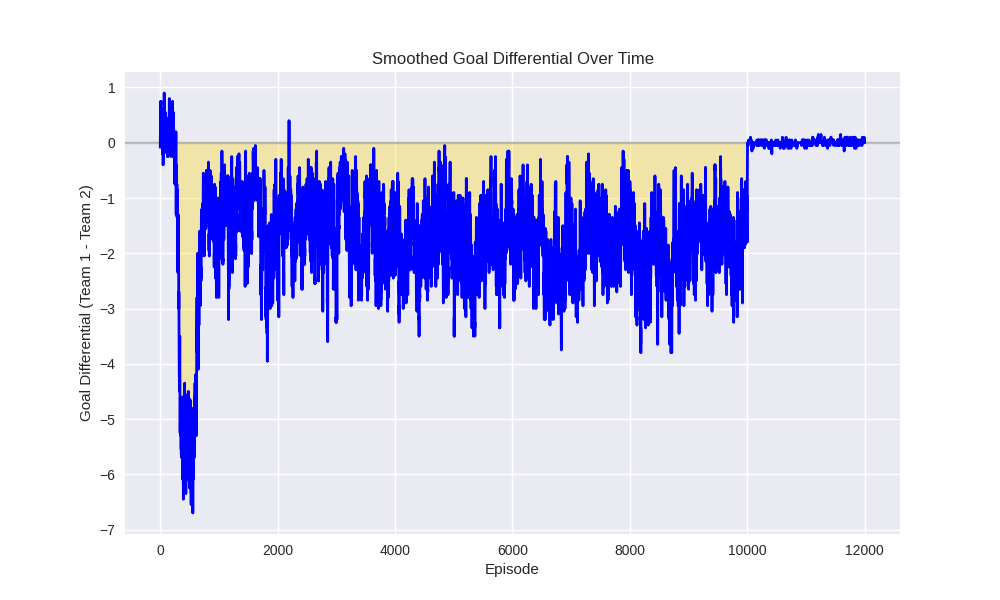 Smoothed Goal Differential Over Time
Goal Differential (Team 1 - Team 2)
1
0
−1
−2
−3
−4
−5
−6
−7
0 2000 4000 6000 8000 10000 12000
Episode